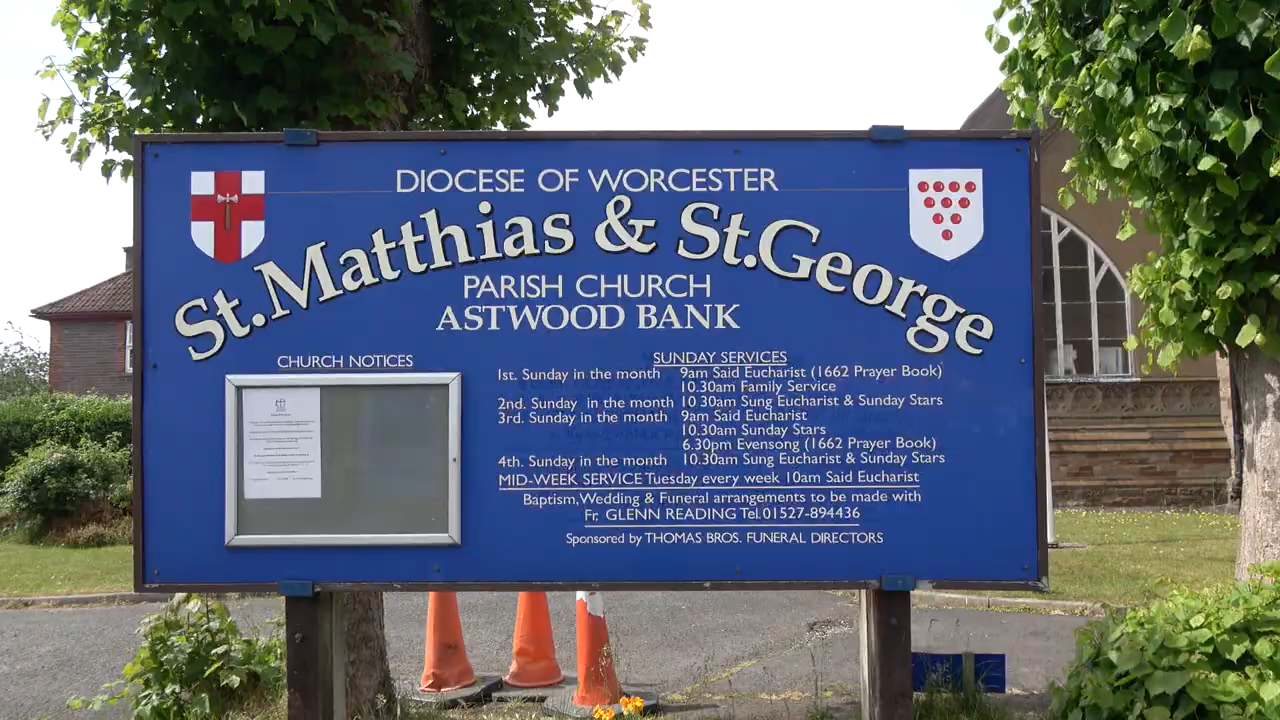 DIOCESE OF WORCESTER
St.Matthias & St.George
PARISH CHURCH
ASTWOOD BANK
CHURCH NOTICES
SUNDAY SERVICES
1st. Sunday in the month 9am Said Eucharist (1662 Prayer Book)
10.30am Family Service
2nd. Sunday in the month 10.30am Sung Eucharist & Sunday Stars
3rd. Sunday in the month 9am Said Eucharist
10.30am Sunday Stars
6.30pm Evensong (1662 Prayer Book)
4th. Sunday in the month 10.30am Sung Eucharist & Sunday Stars
MID-WEEK SERVICE Tuesday every week 10am Said Eucharist
Baptism, Wedding & Funeral arrangements to be made with
Fr. GLENN READING Tel.01527-894436
Sponsored by THOMAS BROS. FUNERAL DIRECTORS